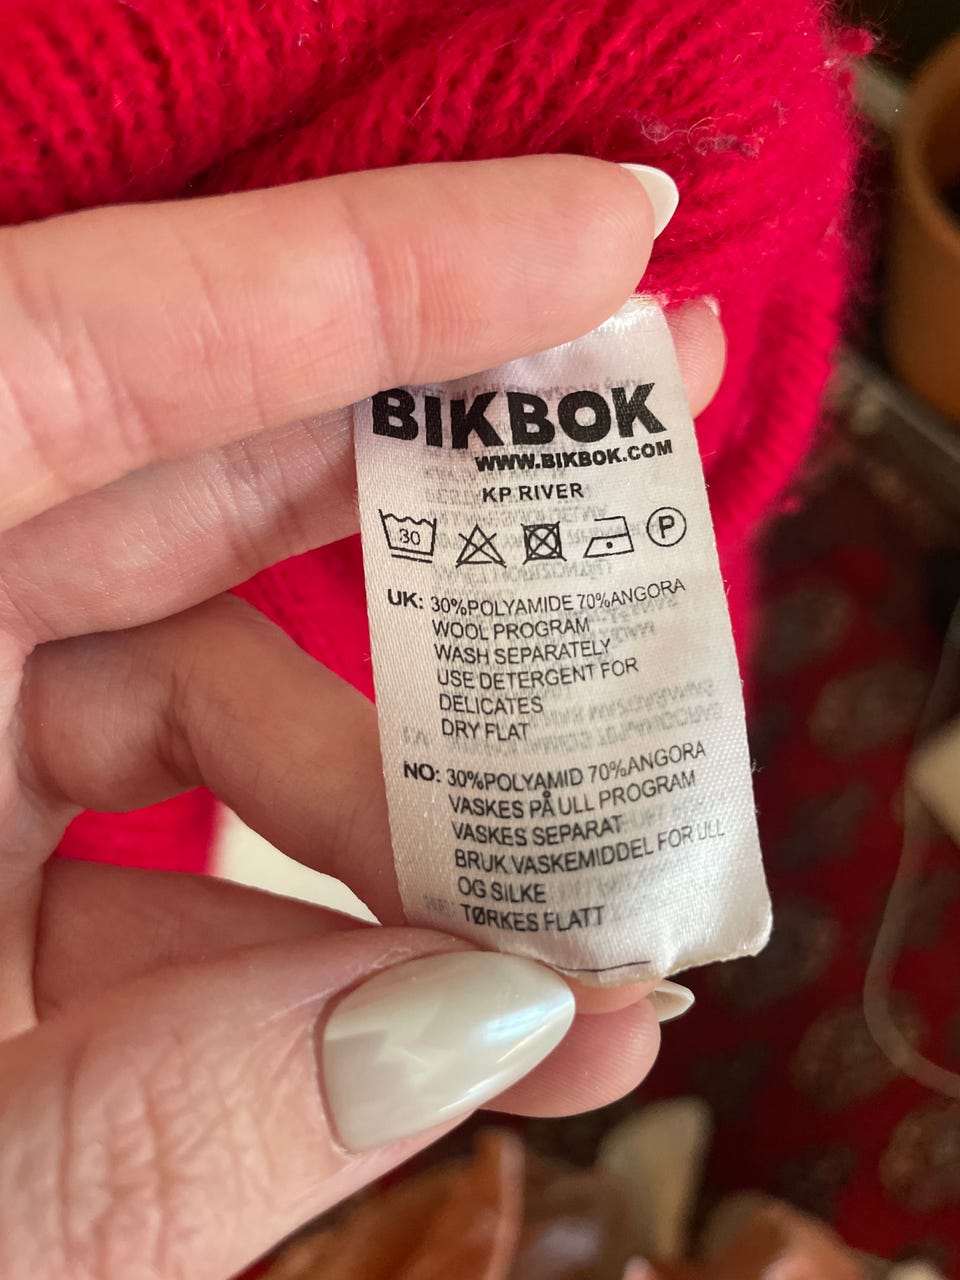 BIKBOK
WWW.BIKBOK.COM
KP RIVER
30
P
UK: 30%POLYAMIDE 70%ANGORA
WOOL PROGRAM
WASH SEPARATELY
USE DETERGENT FOR
DELICATES
DRY FLAT
NO: 30%POLYAMID 70%ANGORA
VASKES PÅ ULL PROGRAM
VASKES SEPARAT
BRUK VASKEMIDDEL FOR ULL
OG SILKE
TØRKES FLATT